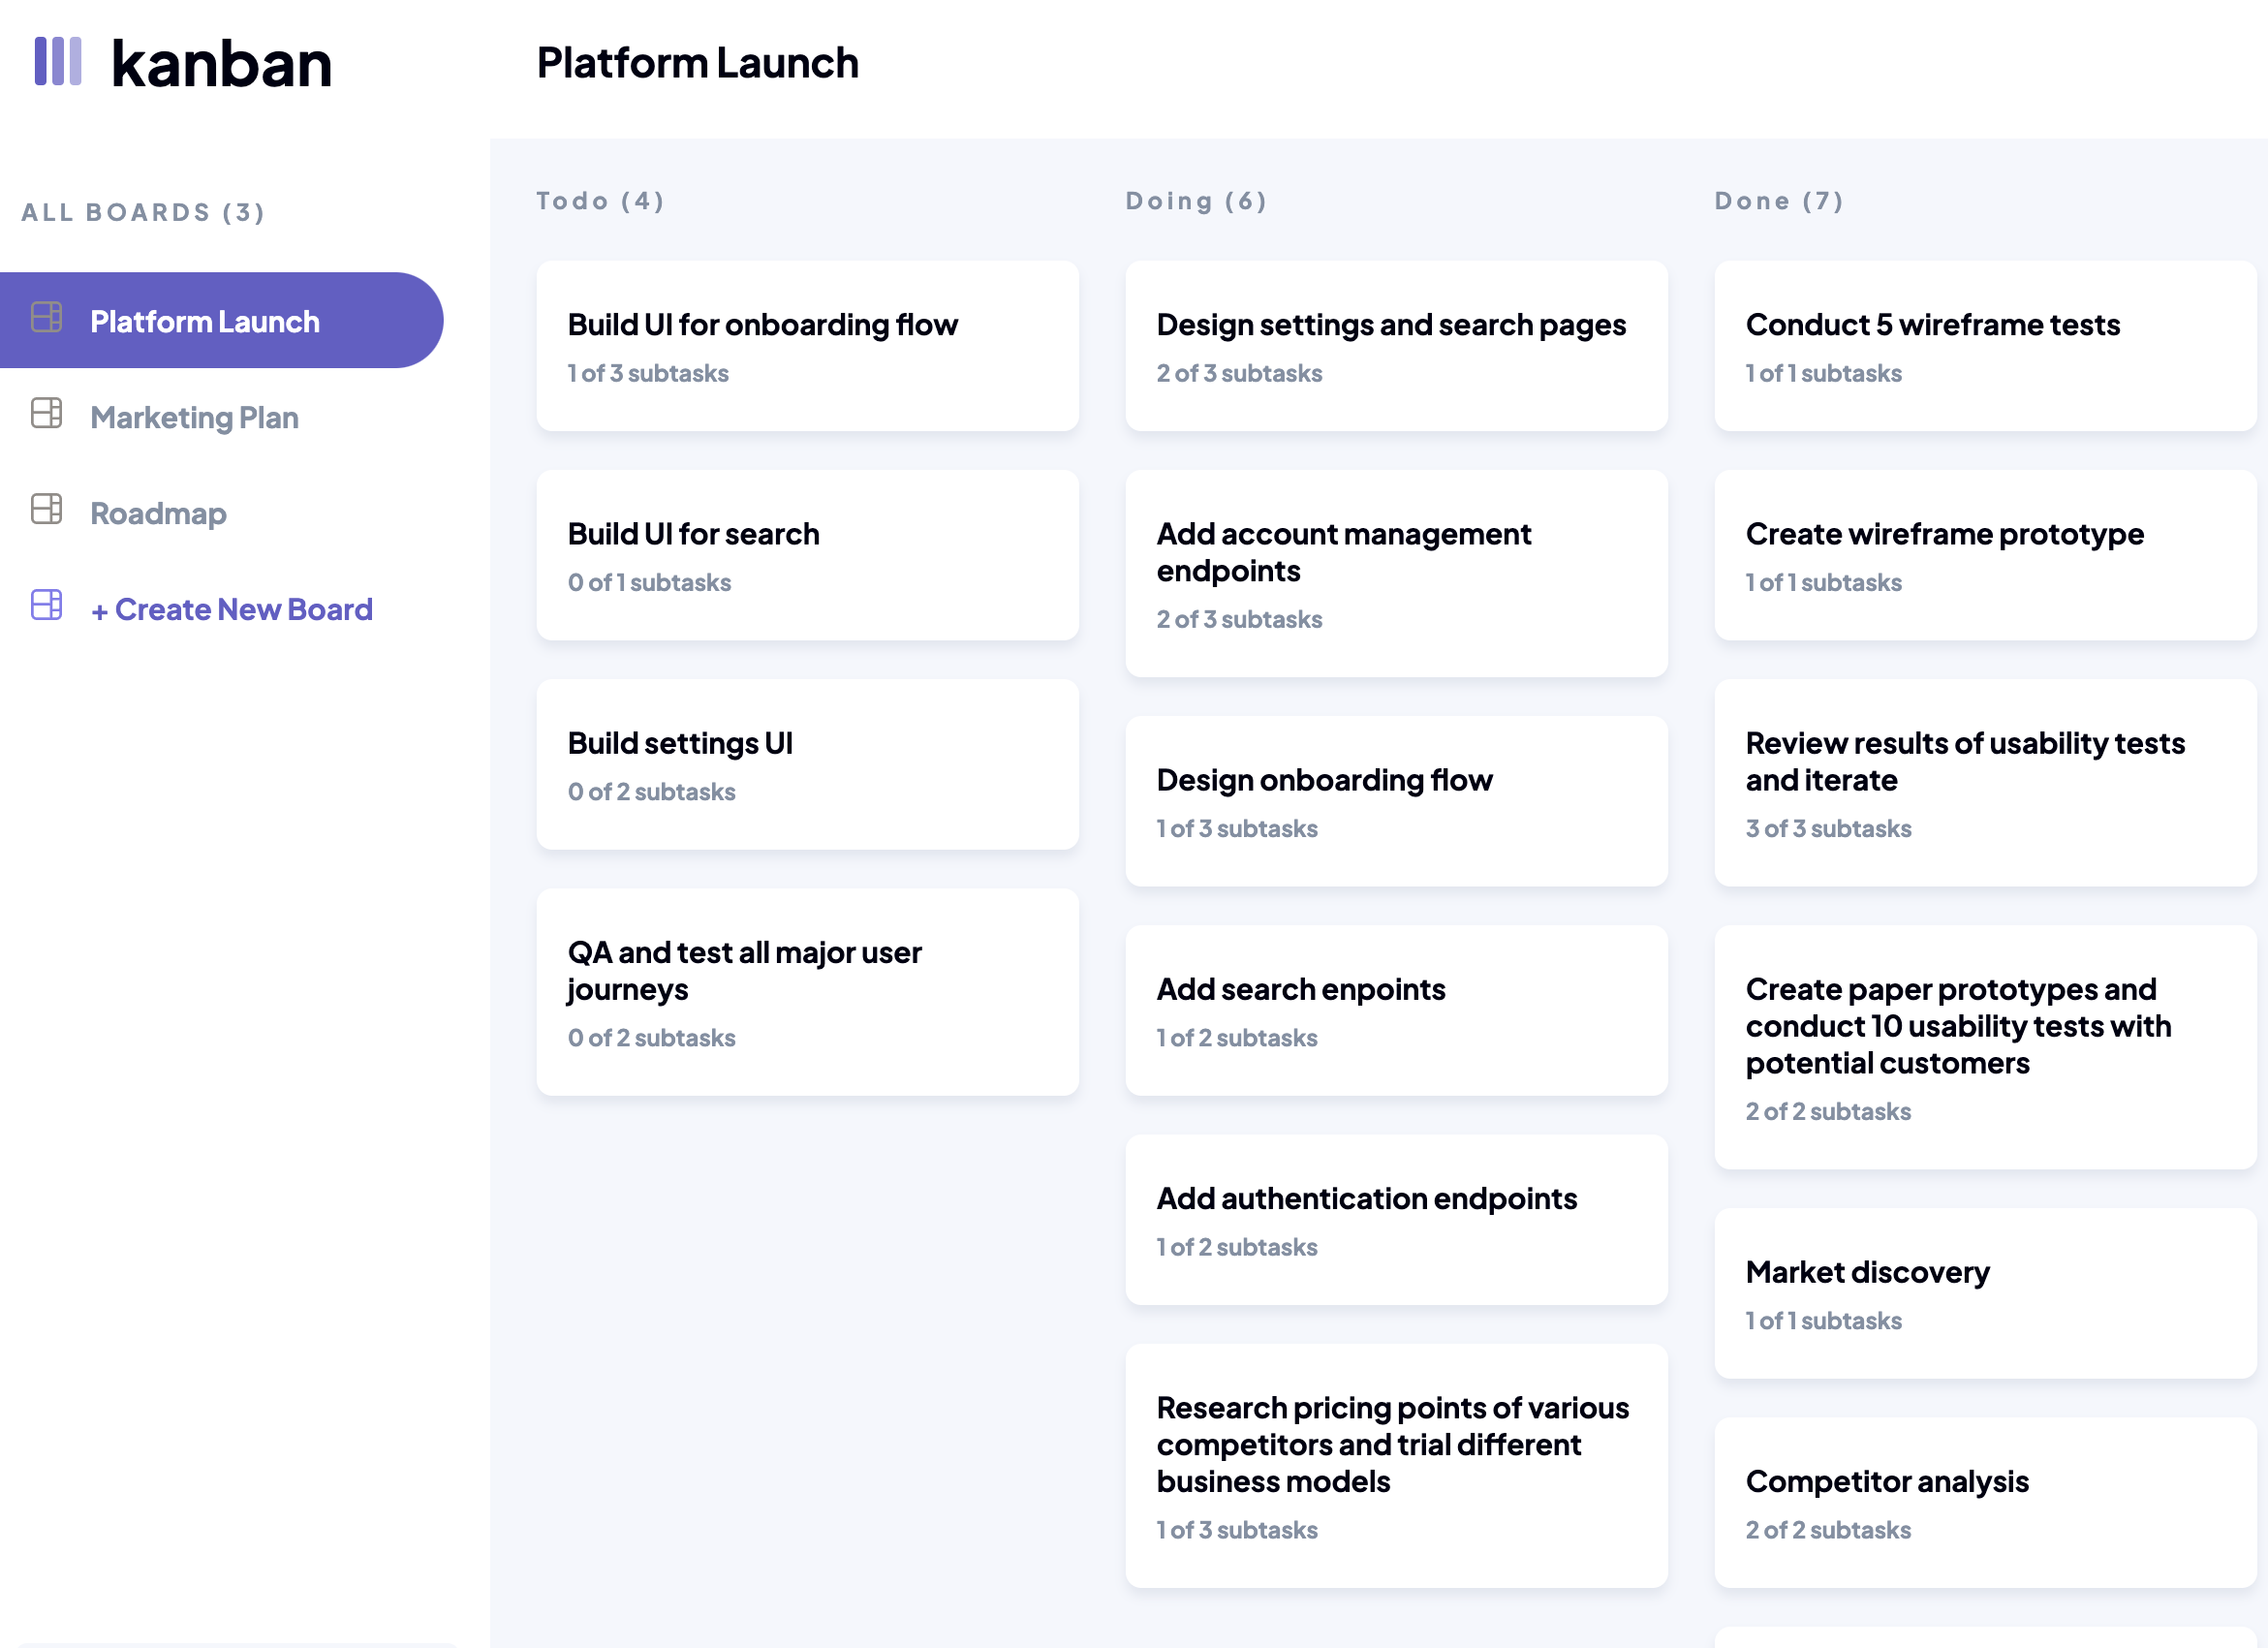 kanban
Platform Launch
ALL BOARDS (3)
Platform Launch
Marketing Plan
Roadmap
+ Create New Board
Todo (4)
Build UI for onboarding flow
1 of 3 subtasks
Build UI for search
0 of 1 subtasks
Build settings UI
0 of 2 subtasks
QA and test all major user
journeys
0 of 2 subtasks
Doing (6)
Design settings and search pages
2 of 3 subtasks
Add account management
endpoints
2 of 3 subtasks
Design onboarding flow
1 of 3 subtasks
Add search enpoints
1 of 2 subtasks
Add authentication endpoints
1 of 2 subtasks
Research pricing points of various
competitors and trial different
business models
1 of 3 subtasks
Done (7)
Conduct 5 wireframe tests
1 of 1 subtasks
Create wireframe prototype
1 of 1 subtasks
Review results of usability tests
and iterate
3 of 3 subtasks
Create paper prototypes and
conduct 10 usability tests with
potential customers
2 of 2 subtasks
Market discovery
1 of 1 subtasks
Competitor analysis
2 of 2 subtasks